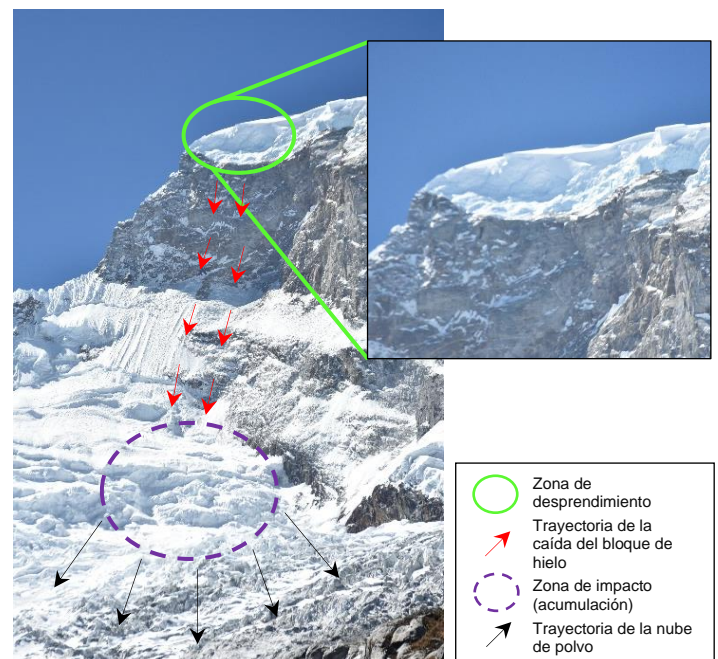 Zona de
desprendimiento
Trayectoria de la
caída del bloque de
hielo
Zona de impacto
(acumulación)
Trayectoria de la nube
de polvo